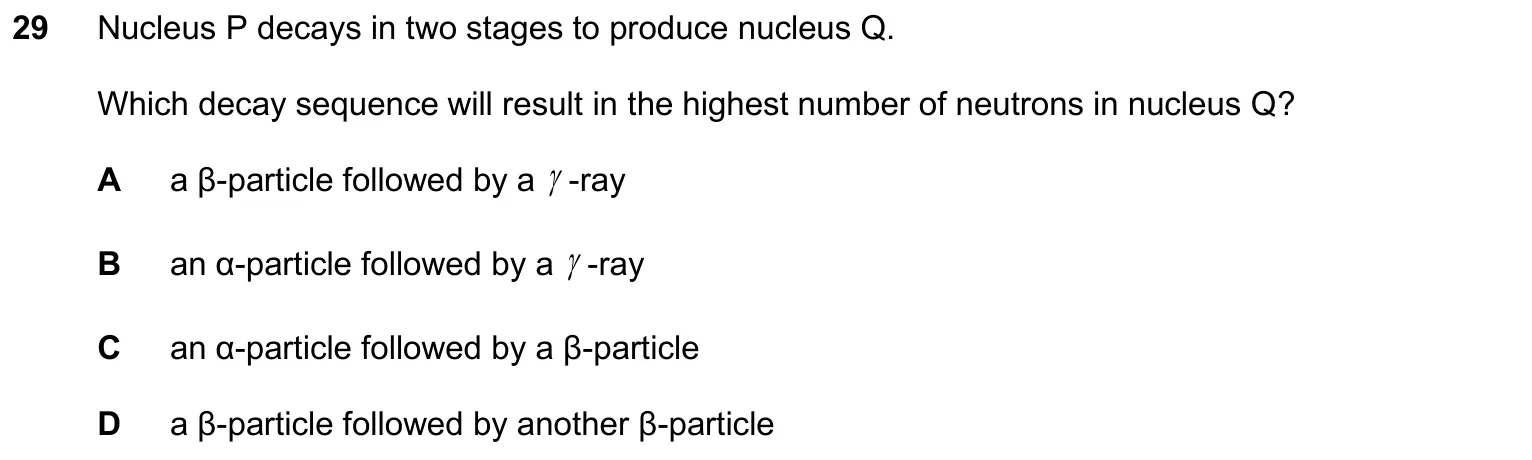 29 Nucleus P decays in two stages to produce nucleus Q.
Which decay sequence will result in the highest number of neutrons in nucleus Q?
A a β-particle followed by a γ -ray
B an α-particle followed by a γ -ray
C an α-particle followed by a β-particle
D a β-particle followed by another β-particle